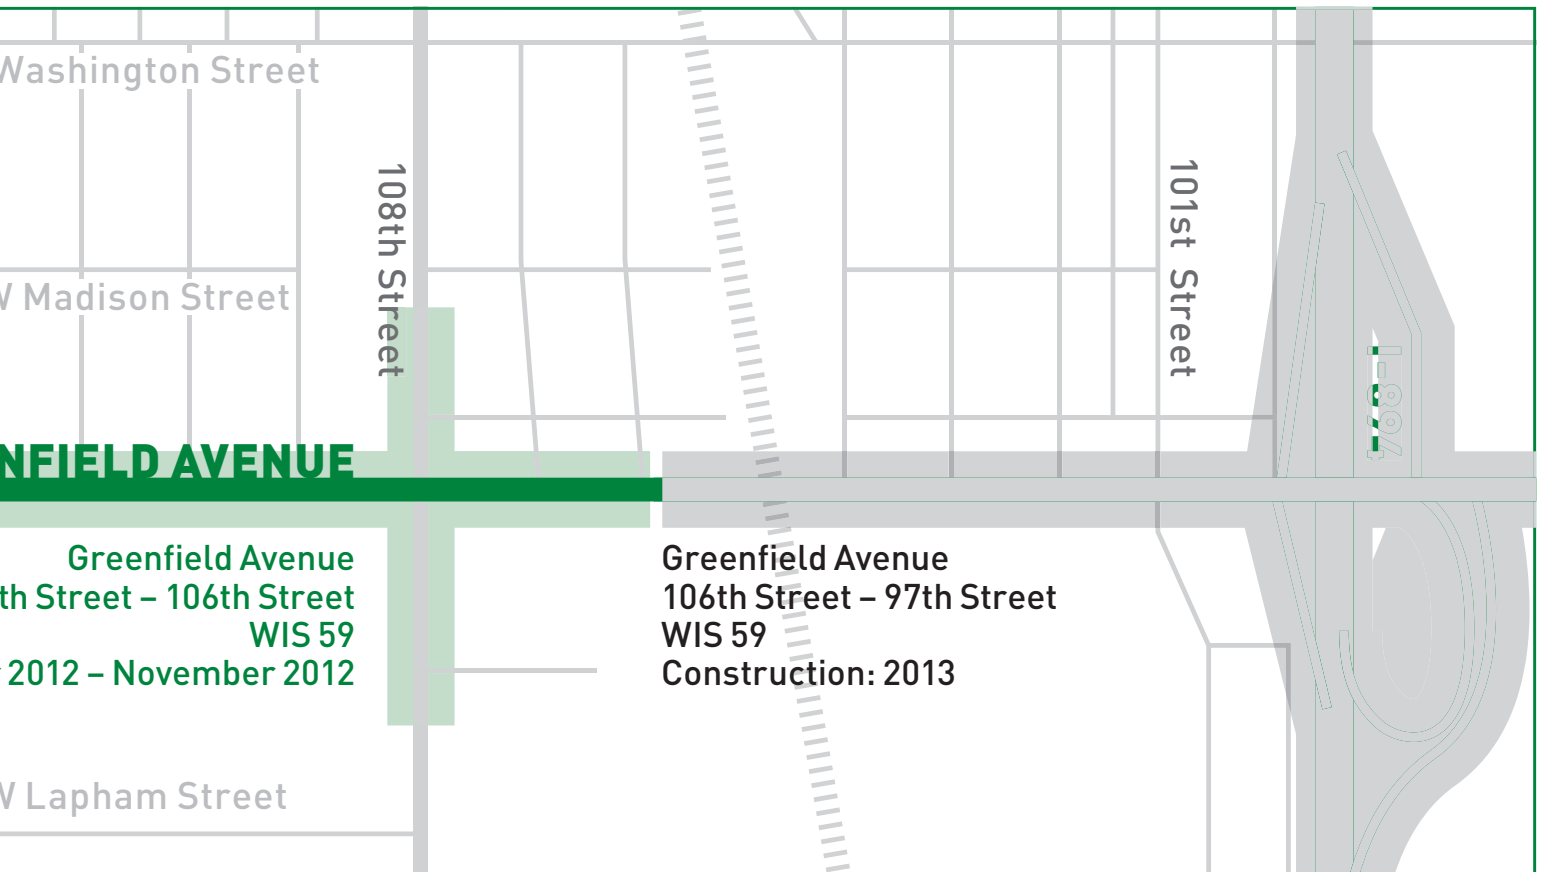 Washington Street
108th Street
101st Street
W Madison Street
I-894
NFIELD AVENUE
Greenfield Avenue
th Street – 106th Street
WIS 59
2012 – November 2012
Greenfield Avenue
106th Street – 97th Street
WIS 59
Construction: 2013
W Lapham Street